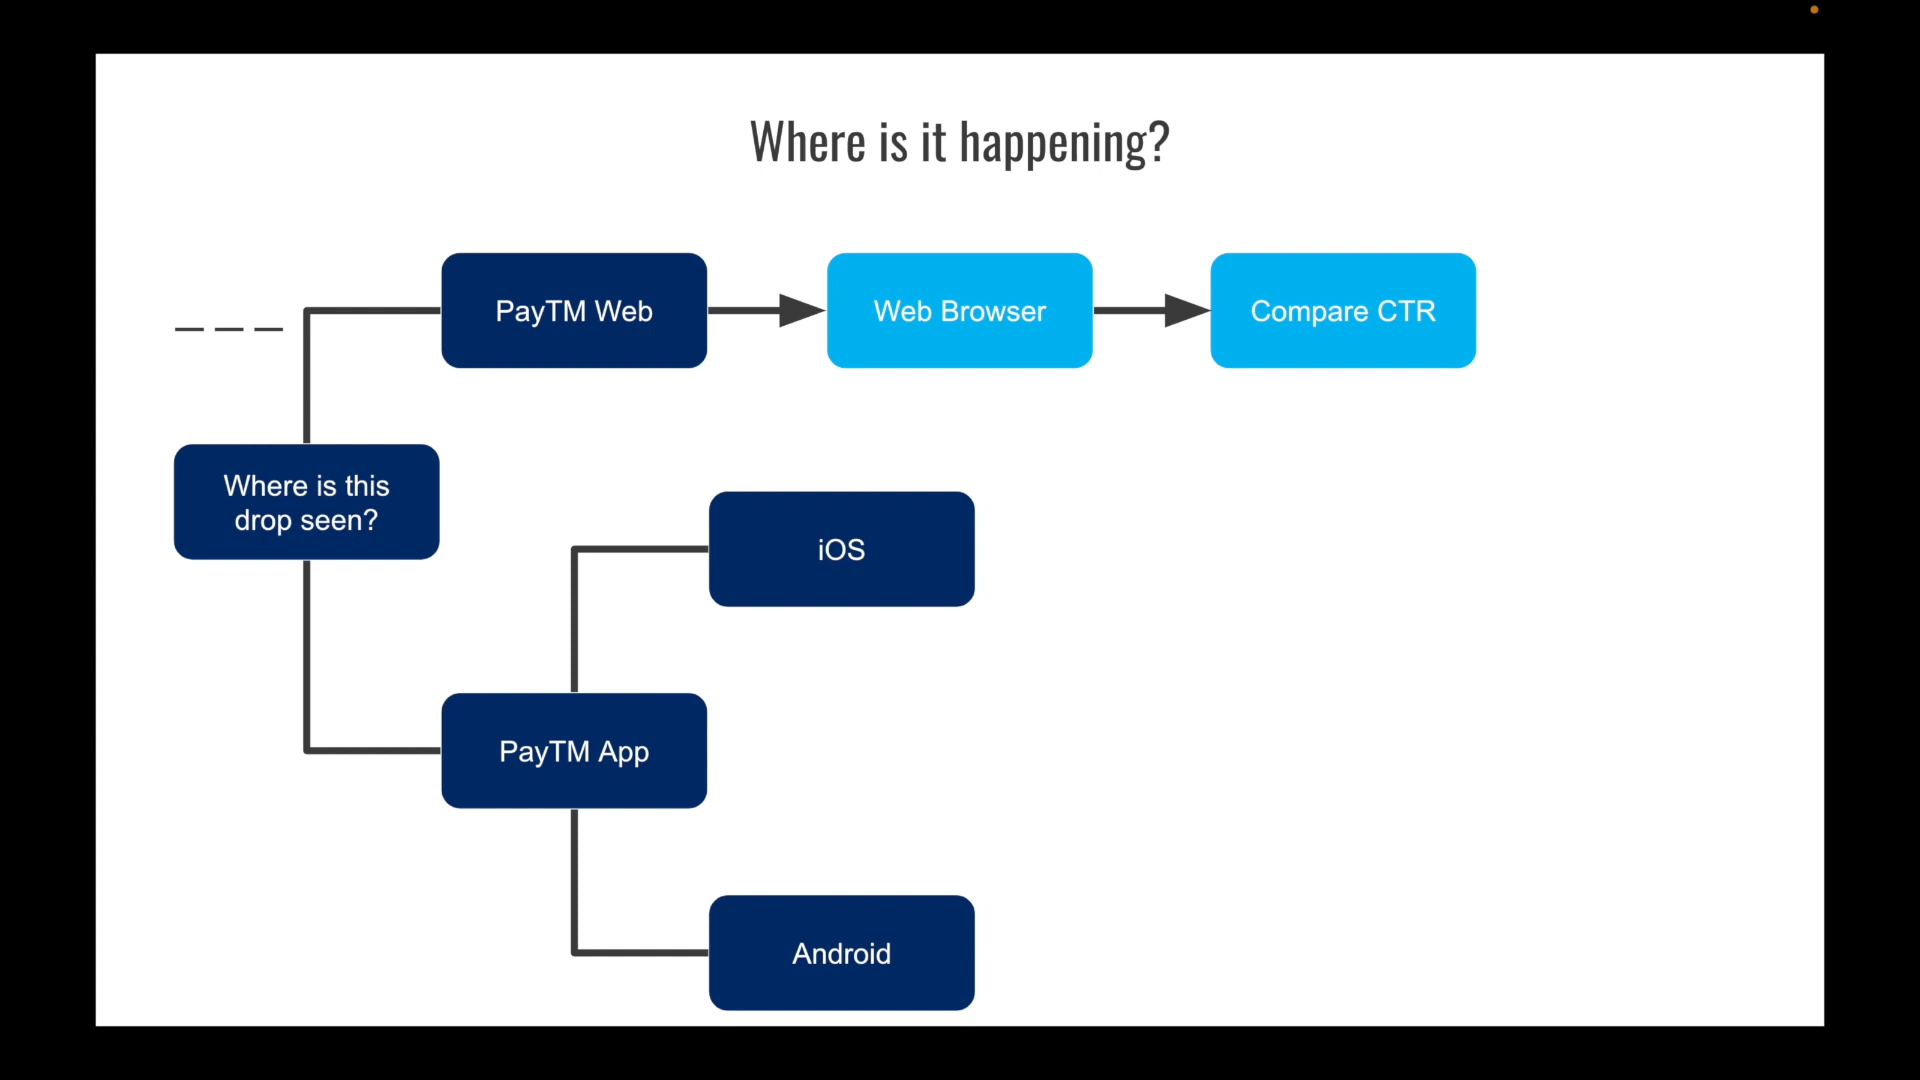 Where is it happening?
PayTM Web
Web Browser
Compare CTR
Where is this
drop seen?
iOS
PayTM App
Android